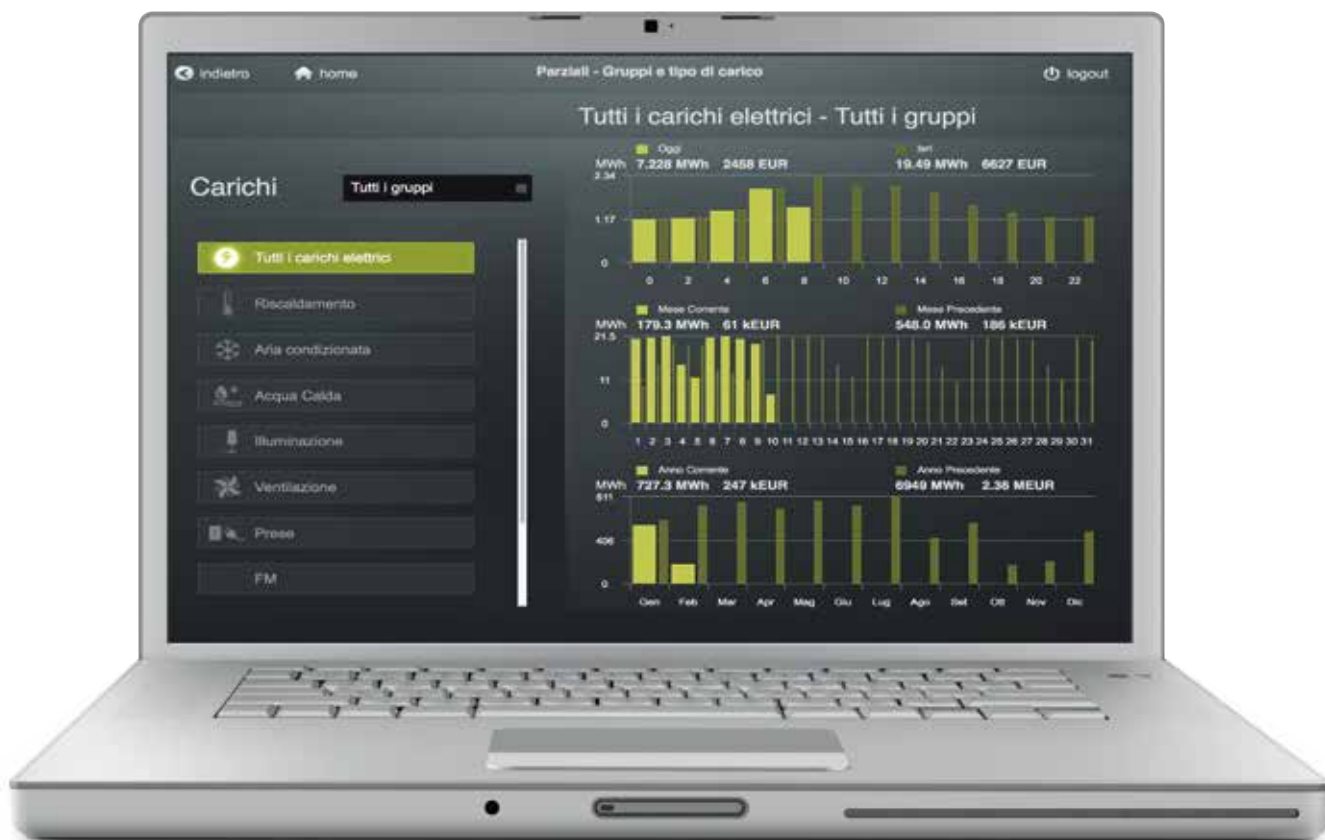 indietro home Parziali - Gruppi e tipo di carico logout
Tutti i carichi elettrici - Tutti i gruppi
Carichi Tutti i gruppi
Tutti i carichi elettrici
Riscaldamento
Aria condizionata
Acqua Calda
Illuminazione
Ventilazione
Prese
FM
Oggi Ieri
MWh 7.228 MWh 2458 EUR 19.49 MWh 6627 EUR
2.34
1.17
0
0 2 4 6 8 10 12 14 16 18 20 22
Mese Corrente Mese Precedente
MWh 179.3 MWh 61 kEUR 548.0 MWh 186 kEUR
21.5
11
0
1 2 3 4 5 6 7 8 9 10 11 12 13 14 15 16 17 18 19 20 21 22 23 24 25 26 27 28 29 30 31
Anno Corrente Anno Precedente
MWh 727.3 MWh 247 kEUR 6949 MWh 2.36 MEUR
811
406
0
Gen Feb Mar Apr Mag Giu Lug Ago Set Ott Nov Dic